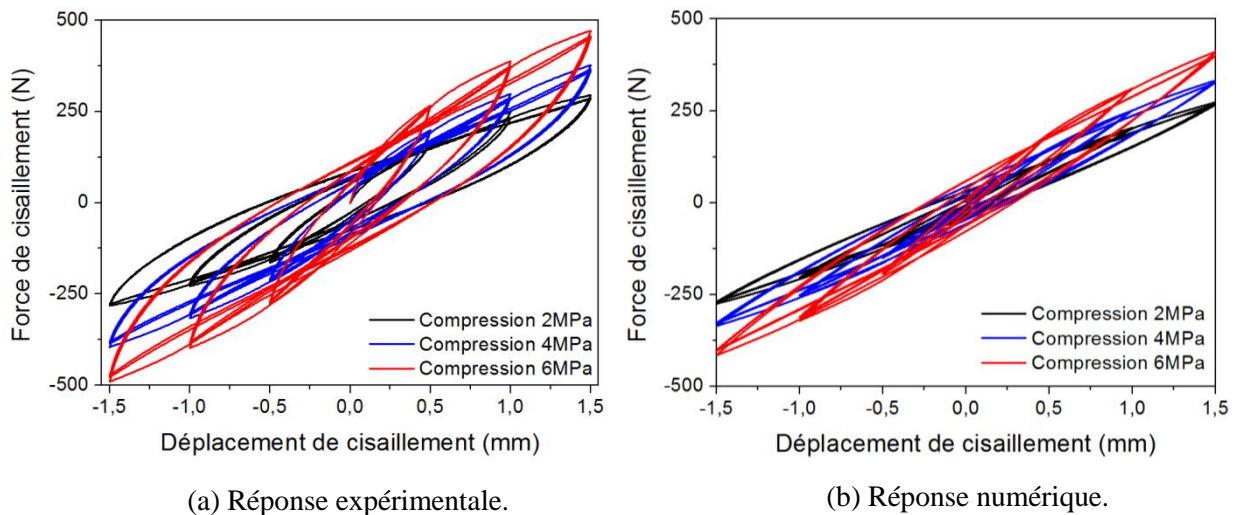 500
250
0
-250
-500
Force de cisaillement (N)
Compression 2MPa
Compression 4MPa
Compression 6MPa
-1,5 -1,0 -0,5 0,0 0,5 1,0 1,5
Déplacement de cisaillement (mm)
(a) Réponse expérimentale.
500
250
0
-250
-500
Force de cisaillement (N)
Compression 2MPa
Compression 4MPa
Compression 6MPa
-1,5 -1,0 -0,5 0,0 0,5 1,0 1,5
Déplacement de cisaillement (mm)
(b) Réponse numérique.